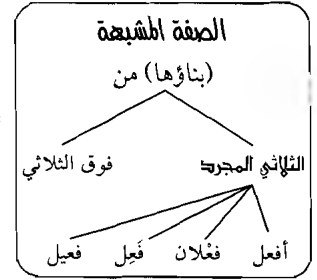 الصفة المشبهة
(بناؤها) من
الثلاثي المجرد فوق الثلاثي
أفعل فعْلان فَعِل فعيل